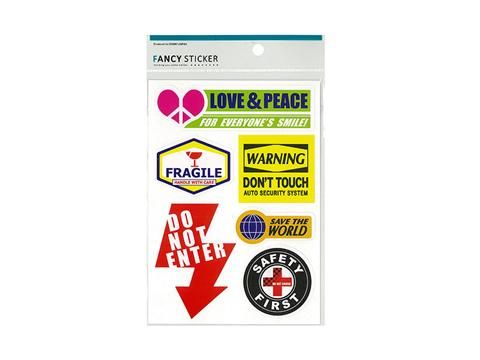 FANCY STICKER
LOVE & PEACE
FOR EVERYONE'S SMILE!
FRAGILE
HANDLE WITH CARE
WARNING
DON'T TOUCH
AUTO SECURITY SYSTEM
DO
NOT
ENTER
SAVE THE
WORLD
SAFETY
FIRST